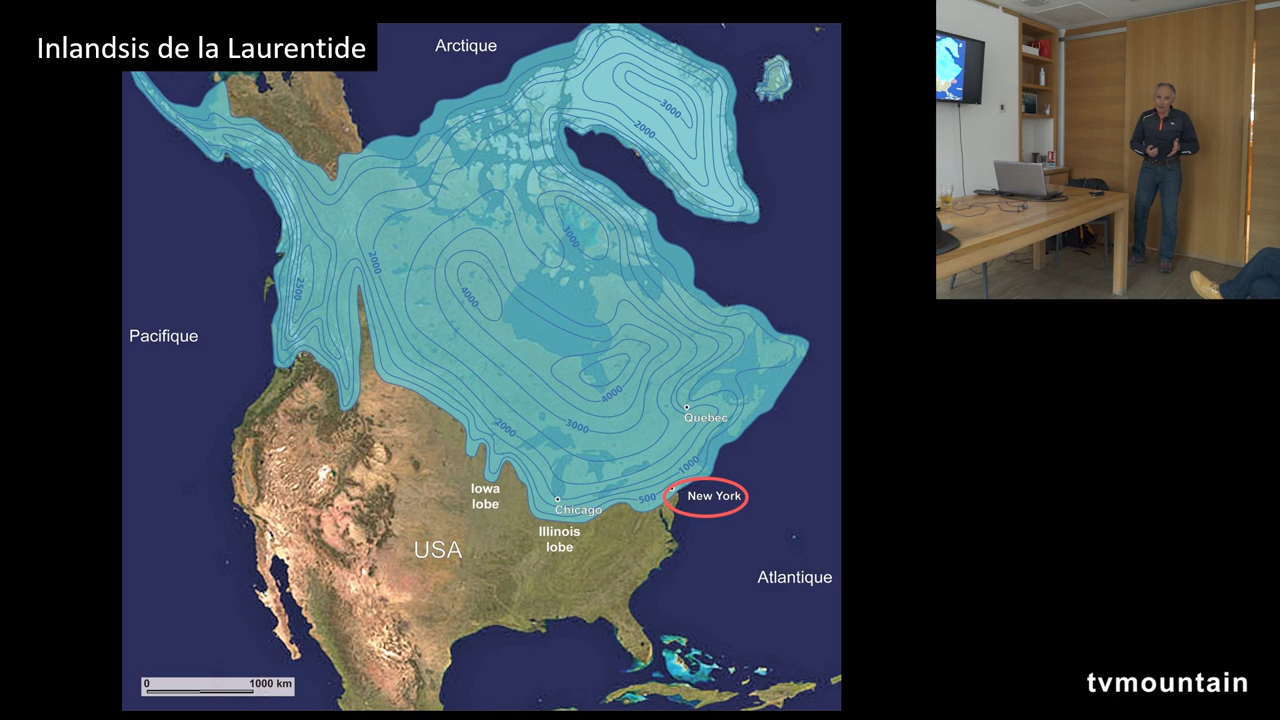 Inlandsis de la Laurentide
Arctique
3000
2000
3000
2000
2500
4000
Pacifique
4000
Quebec
2000
3000
1000
Iowa
lobe
500
New York
Chicago
Illinois
lobe
USA
Atlantique
0 1000 km
tvmountain